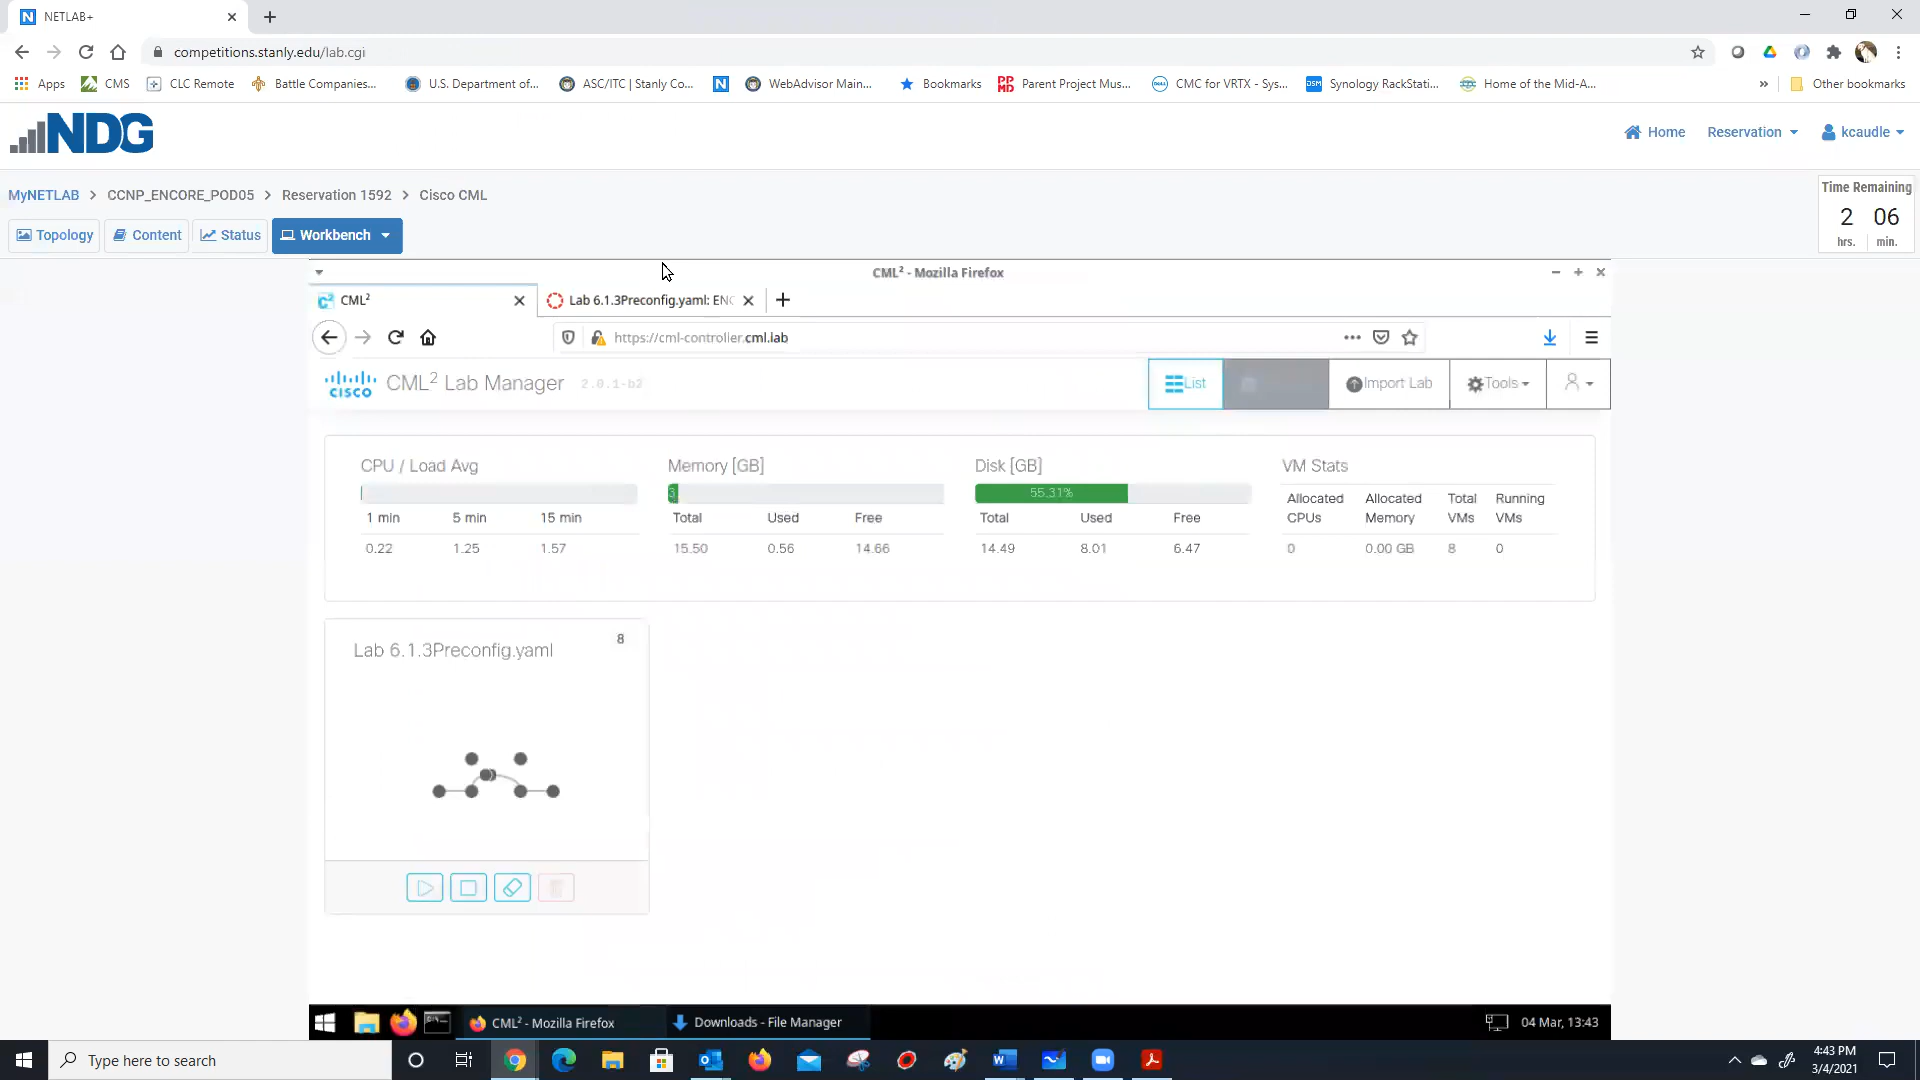 NETLAB+
competitions.stanly.edu/lab.cgi
Apps CMS CLC Remote Battle Companies... U.S. Department of... ASC/ITC | Stanly Co... N WebAdvisor Main... Bookmarks Parent Project Mus... CMC for VRTX - Sys... Synology RackStati... Home of the Mid-A... » Other bookmarks
NDG
Home Reservation kcaudle
MyNETLAB > CCNP_ENCORE_POD05 > Reservation 1592 > Cisco CML
Time Remaining
2 06
hrs. min.
Topology Content Status Workbench
CML² - Mozilla Firefox
CML² Lab 6.1.3Preconfig.yaml: ENC
https://cml-controller.cml.lab
CISCO CML² Lab Manager 2.0.1-b2
List Import Lab Tools
CPU / Load Avg Memory [GB] Disk [GB] VM Stats
3 55.31%
1 min 5 min 15 min Total Used Free Total Used Free Allocated CPUs Allocated Memory Total VMs Running VMs
0.22 1.25 1.57 15.50 0.56 14.66 14.49 8.01 6.47 0 0.00 GB 8 0
Lab 6.1.3Preconfig.yaml 8
CML² - Mozilla Firefox Downloads - File Manager 04 Mar, 13:43
Type here to search
4:43 PM
3/4/2021